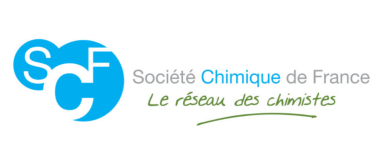 SCF
Société Chimique de France
Le réseau des chimistes